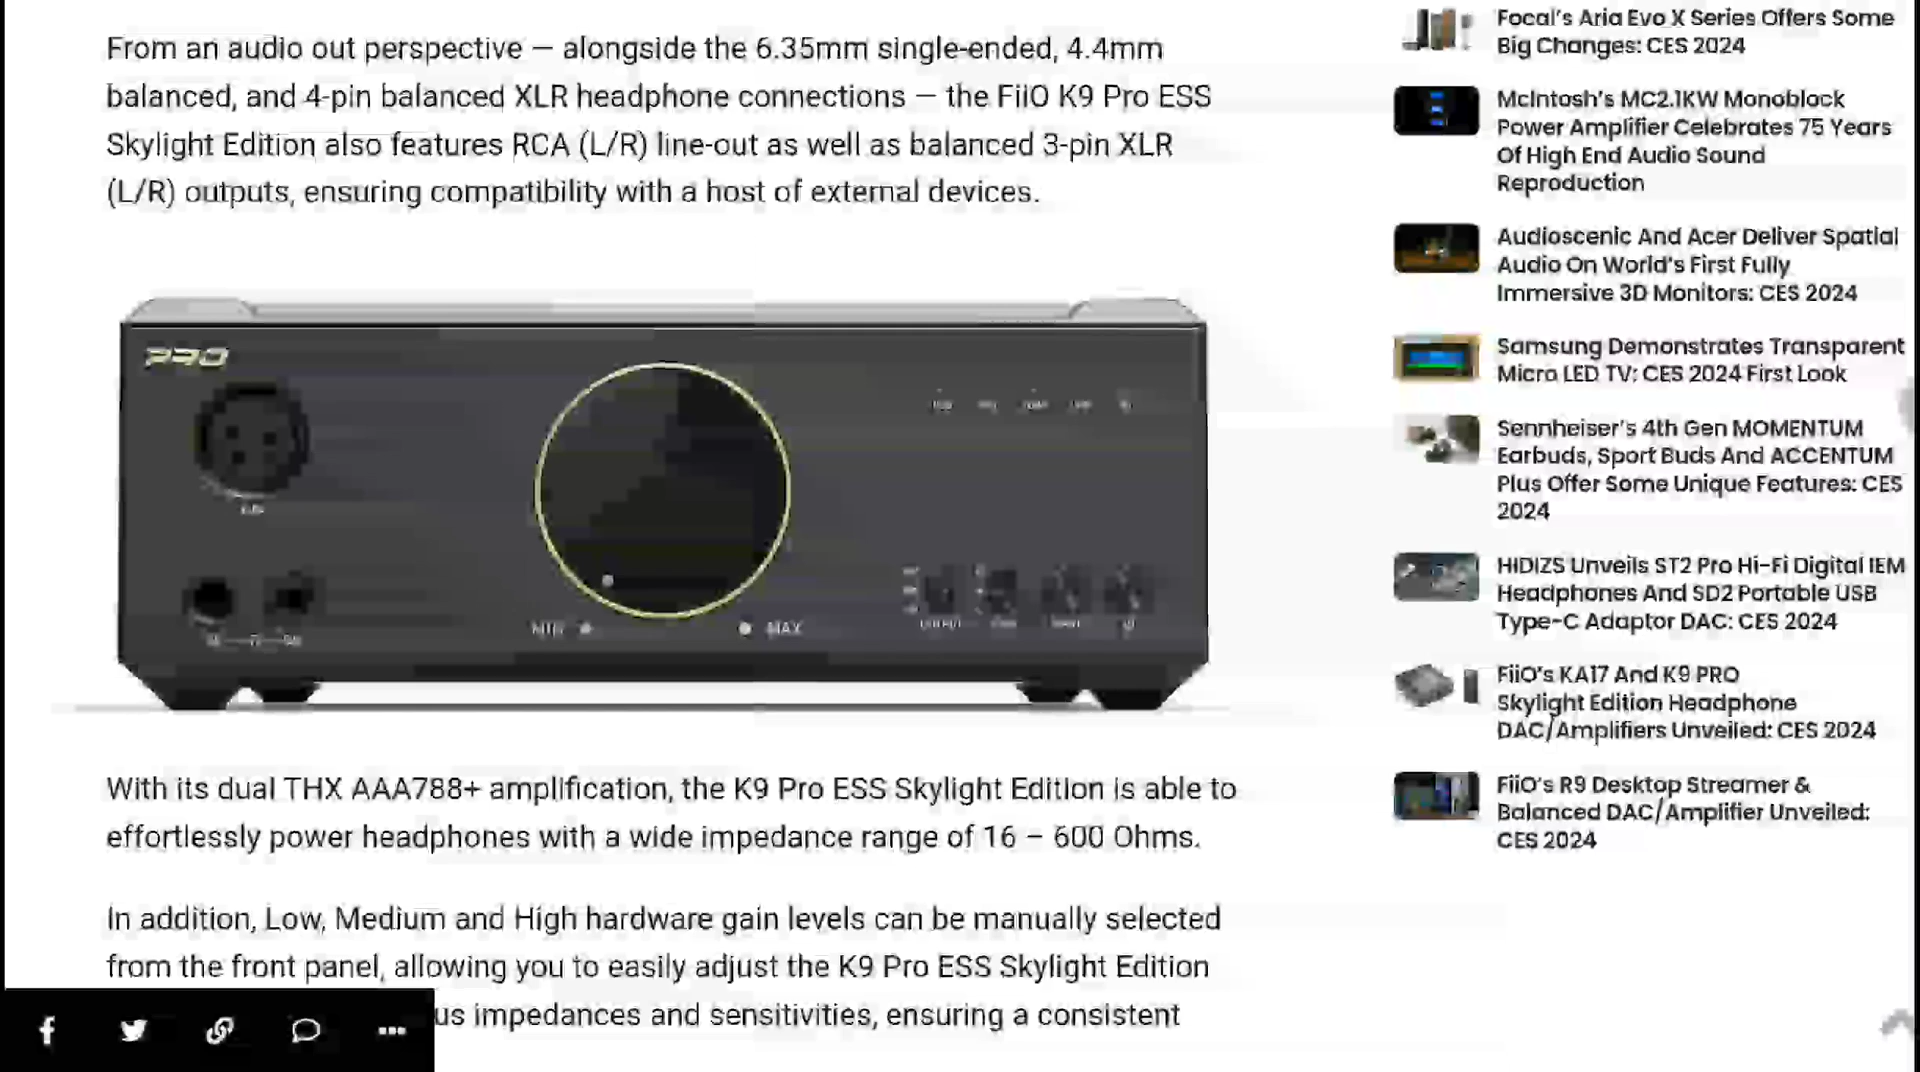 From an audio out perspective — alongside the 6.35mm single-ended, 4.4mm
balanced, and 4-pin balanced XLR headphone connections — the FiiO K9 Pro ESS
Skylight Edition also features RCA (L/R) line-out as well as balanced 3-pin XLR
(L/R) outputs, ensuring compatibility with a host of external devices.
PRO
MIN
MAX
With its dual THX AAA788+ amplification, the K9 Pro ESS Skylight Edition is able to
effortlessly power headphones with a wide impedance range of 16 – 600 Ohms.
In addition, Low, Medium and High hardware gain levels can be manually selected
from the front panel, allowing you to easily adjust the K9 Pro ESS Skylight Edition
us impedances and sensitivities, ensuring a consistent
Focal's Aria Evo X Series Offers Some
Big Changes: CES 2024
McIntosh's MC2.1KW Monoblock
Power Amplifier Celebrates 75 Years
Of High End Audio Sound
Reproduction
Audioscenic And Acer Deliver Spatial
Audio On World's First Fully
Immersive 3D Monitors: CES 2024
Samsung Demonstrates Transparent
Micro LED TV: CES 2024 First Look
Sennheiser's 4th Gen MOMENTUM
Earbuds, Sport Buds And ACCENTUM
Plus Offer Some Unique Features: CES
2024
HIDIZS Unveils ST2 Pro Hi-Fi Digital IEM
Headphones And SD2 Portable USB
Type-C Adaptor DAC: CES 2024
FiiO's KA17 And K9 PRO
Skylight Edition Headphone
DAC/Amplifiers Unveiled: CES 2024
FiiO's R9 Desktop Streamer &
Balanced DAC/Amplifier Unveiled:
CES 2024